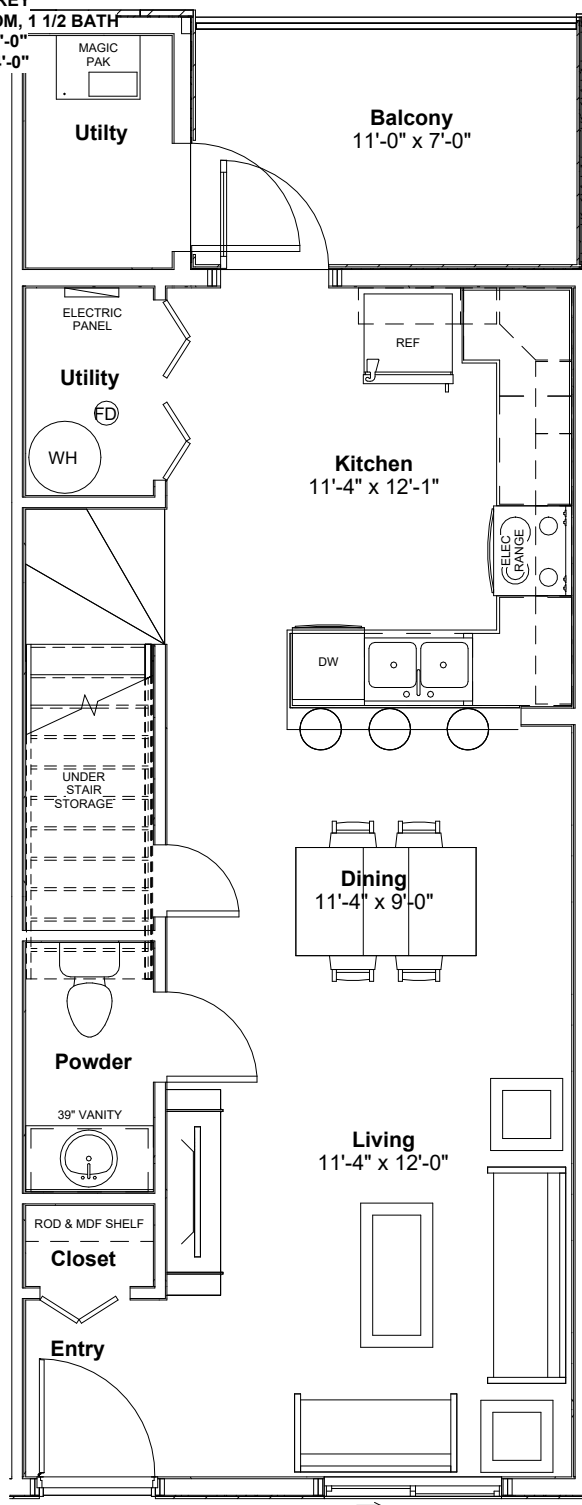 KEY
OM, 1 1/2 BATH
'-0"
'-0"
MAGIC
PAK
Utilty
Balcony
11'-0" x 7'-0"
ELECTRIC
PANEL
REF
Utility
FD
WH
Kitchen
11'-4" x 12'-1"
ELEC
RANGE
DW
UNDER
STAIR
STORAGE
Dining
11'-4" x 9'-0"
Powder
39" VANITY
Living
11'-4" x 12'-0"
ROD & MDF SHELF
Closet
Entry